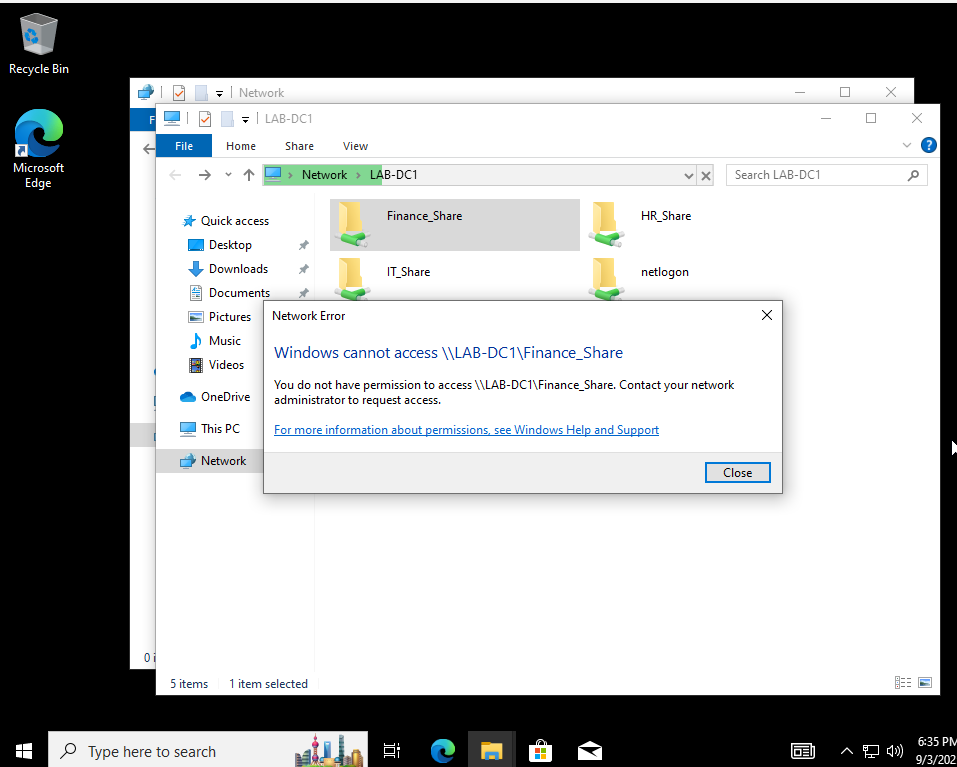 Recycle Bin
Microsoft
Edge
Network
F
LAB-DC1
File Home Share View
Network LAB-DC1
Search LAB-DC1
Quick access
Desktop
Downloads
Documents
Pictures
Music
Videos
OneDrive
This PC
Network
Finance_Share
HR_Share
IT_Share
netlogon
Network Error
Windows cannot access \\LAB-DC1\Finance_Share
You do not have permission to access \\LAB-DC1\Finance_Share. Contact your network
administrator to request access.
For more information about permissions, see Windows Help and Support
Close
0 i
5 items 1 item selected
Type here to search
6:35 PM
9/3/202